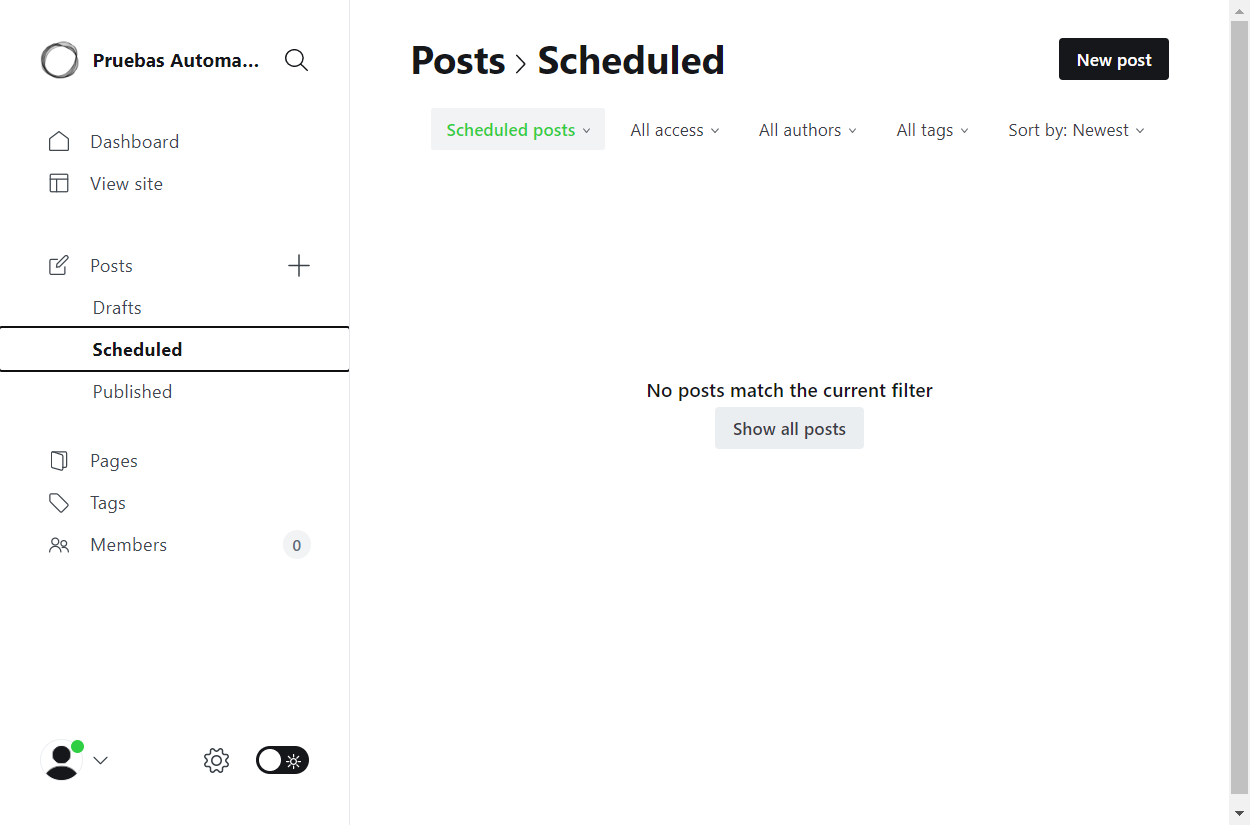 Pruebas Automa...
Dashboard
View site
Posts
Drafts
Scheduled
Published
Pages
Tags
Members 0
Posts > Scheduled
New post
Scheduled posts All access All authors All tags Sort by: Newest
No posts match the current filter
Show all posts